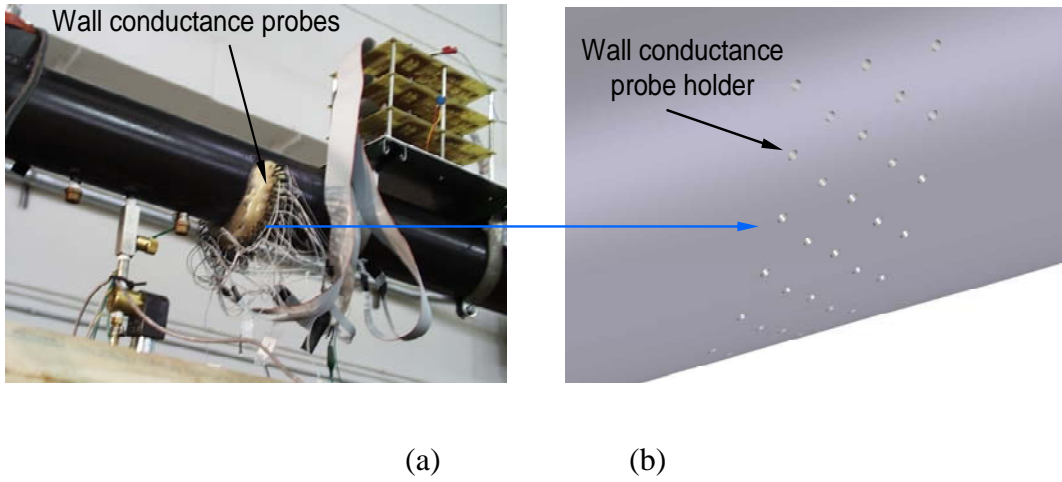 Wall conductance probes
Wall conductance
probe holder
(a)
(b)